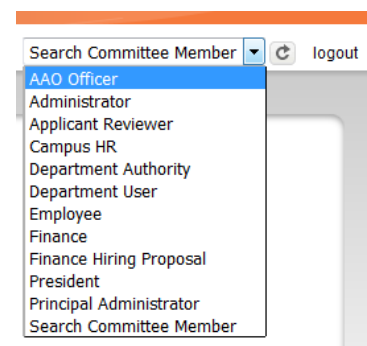 Search Committee Member logout
AAO Officer
Administrator
Applicant Reviewer
Campus HR
Department Authority
Department User
Employee
Finance
Finance Hiring Proposal
President
Principal Administrator
Search Committee Member